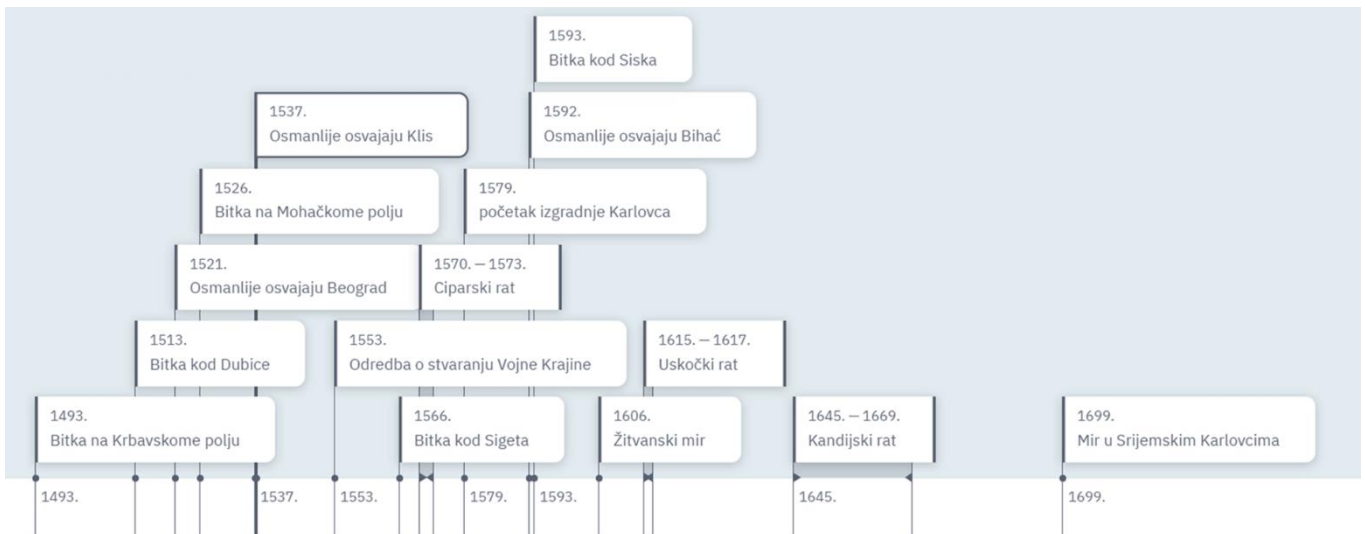 1593.
Bitka kod Siska
1537.
Osmanlije osvajaju Klis
1592.
Osmanlije osvajaju Bihać
1526.
Bitka na Mohačkome polju
1579.
početak izgradnje Karlovca
1521.
Osmanlije osvajaju Beograd
1570. — 1573.
Ciparski rat
1513.
Bitka kod Dubice
1553.
Odredba o stvaranju Vojne Krajine
1615. — 1617.
Uskočki rat
1493.
Bitka na Krbavskome polju
1566.
Bitka kod Sigeta
1606.
Žitvanski mir
1645. — 1669.
Kandijski rat
1699.
Mir u Srijemskim Karlovcima
1493. 1537. 1553. 1579. 1593. 1645. 1699.